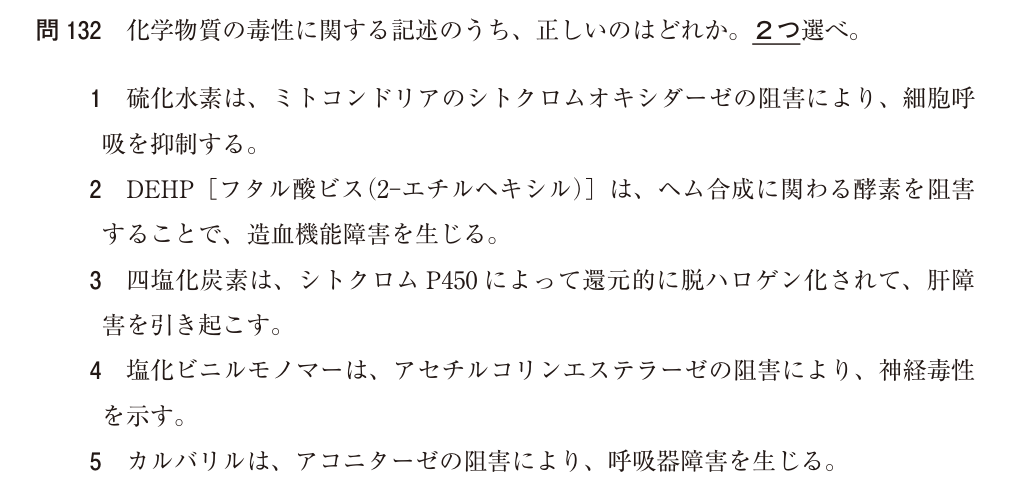 問 132 化学物質の毒性に関する記述のうち、正しいのはどれか。2つ選べ。
1 硫化水素は、ミトコンドリアのシトクロムオキシダーゼの阻害により、細胞呼
吸を抑制する。
2 DEHP［フタル酸ビス(2-エチルヘキシル)］は、ヘム合成に関わる酵素を阻害
することで、造血機能障害を生じる。
3 四塩化炭素は、シトクロム P450 によって還元的に脱ハロゲン化されて、肝障
害を引き起こす。
4 塩化ビニルモノマーは、アセチルコリンエステラーゼの阻害により、神経毒性
を示す。
5 カルバリルは、アコニターゼの阻害により、呼吸器障害を生じる。